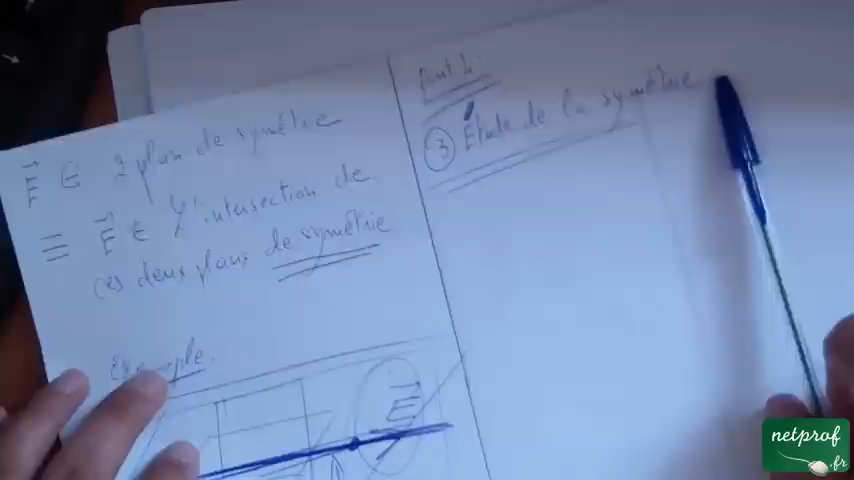 F⃗ ∈ 2 plan de symétrie
≡ F⃗ ∈ l'intersection de
ces deux plans de symétrie
Exemple.
E⃗
③ Étude de la symétrie
netprof
.fr